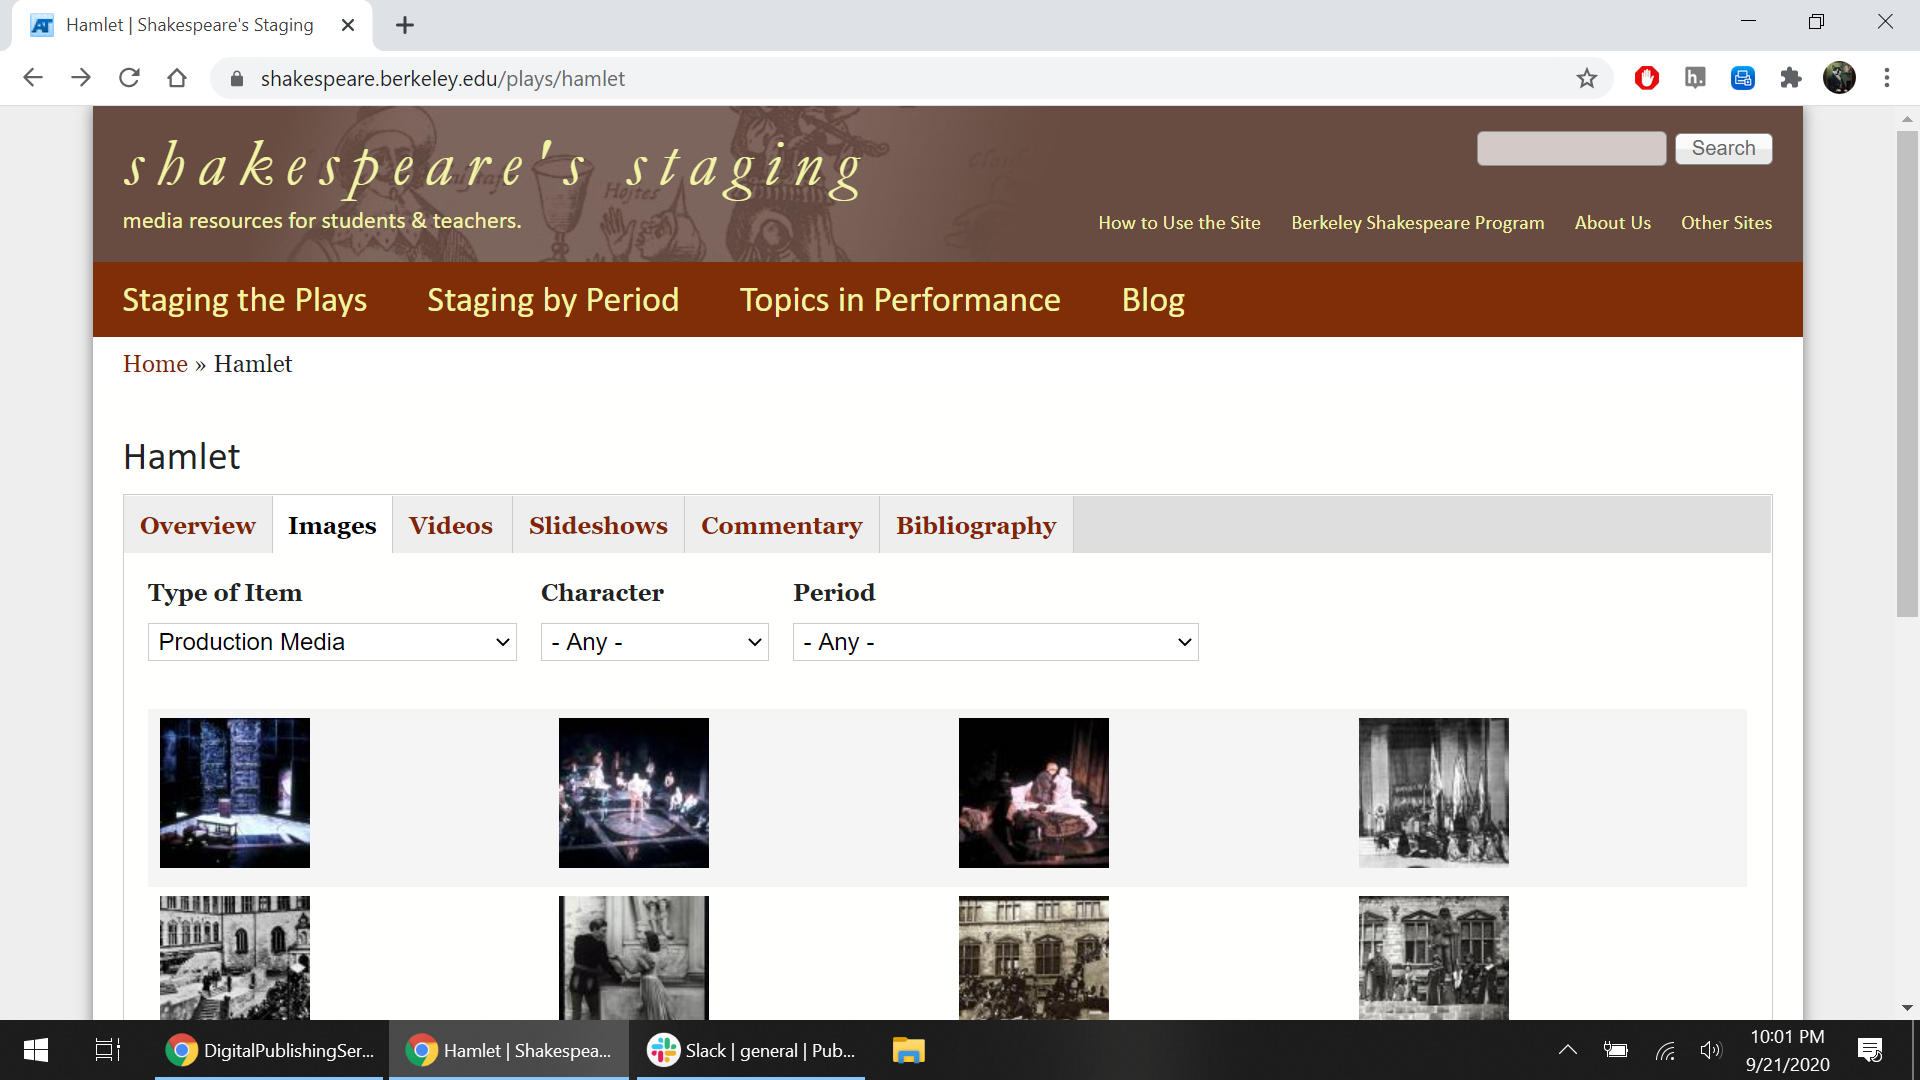 Hamlet | Shakespeare's Staging
shakespeare.berkeley.edu/plays/hamlet
shakespeare's staging
media resources for students & teachers.
Höjtes
Search
How to Use the Site Berkeley Shakespeare Program About Us Other Sites
Staging the Plays Staging by Period Topics in Performance Blog
Home » Hamlet
Hamlet
Overview Images Videos Slideshows Commentary Bibliography
Type of Item Character Period
Production Media - Any - - Any -
DigitalPublishingSer... Hamlet | Shakespea... Slack | general | Pub...
10:01 PM
9/21/2020